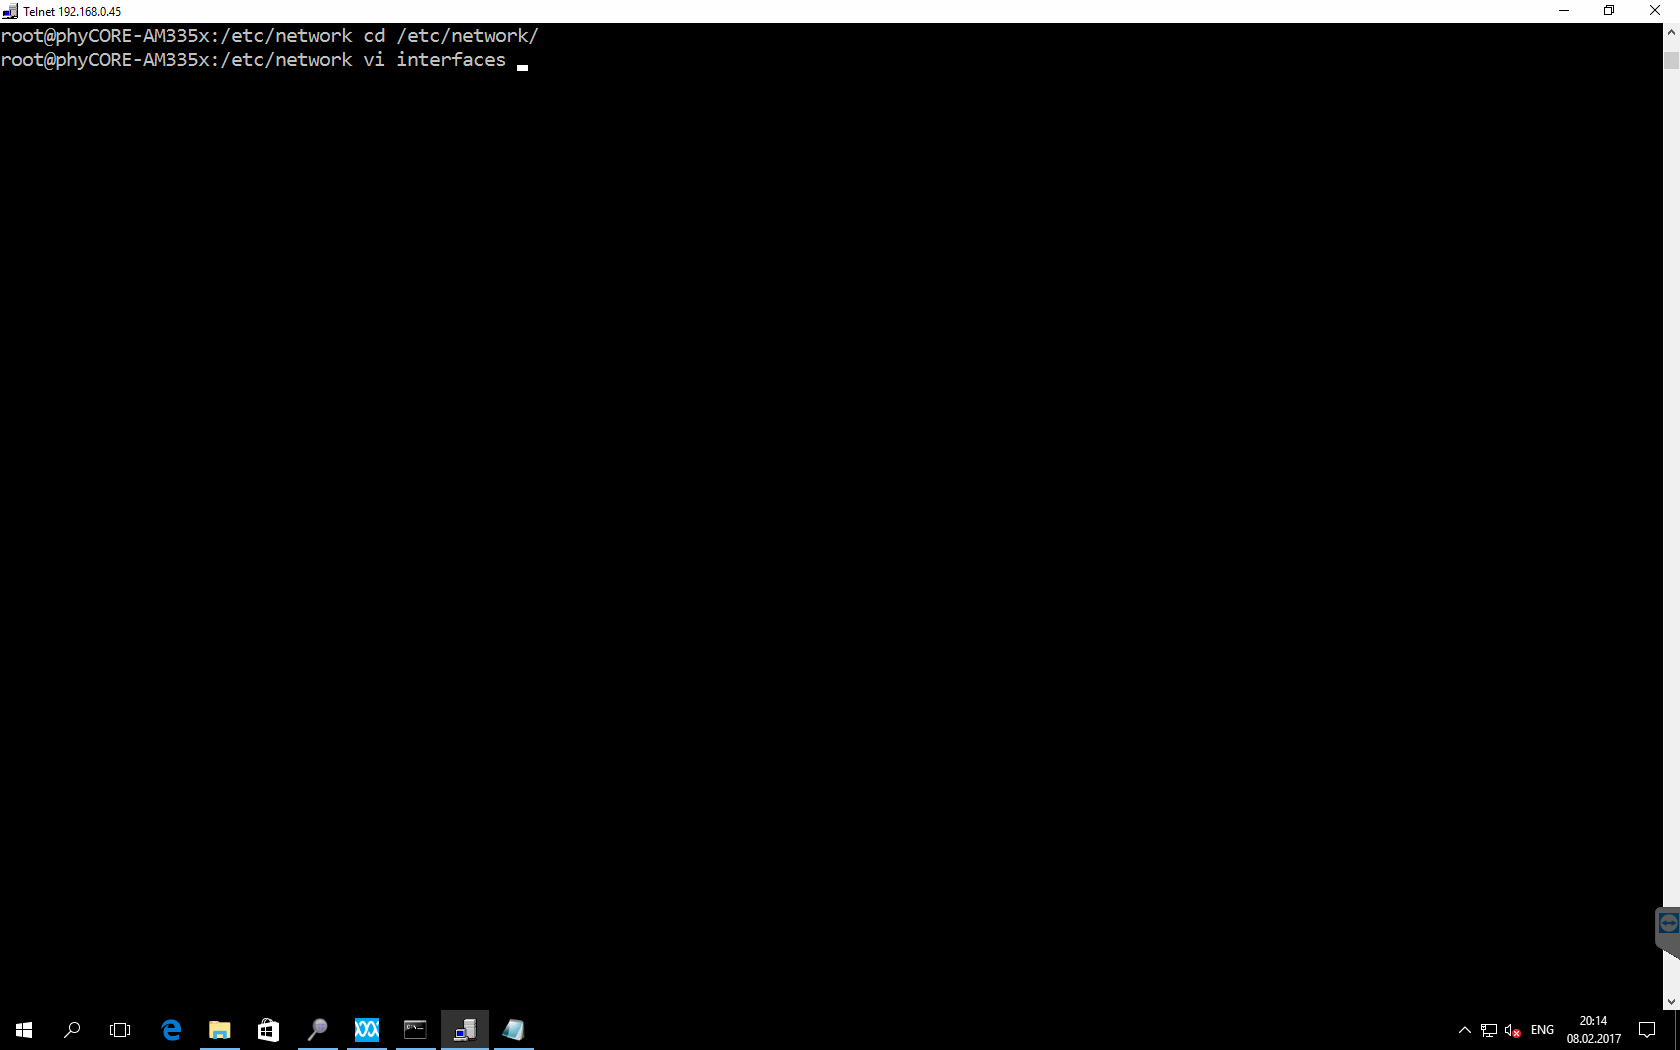 Telnet 192.168.0.45
root@phyCORE-AM335x:/etc/network cd /etc/network/
root@phyCORE-AM335x:/etc/network vi interfaces
ENG
20:14
08.02.2017